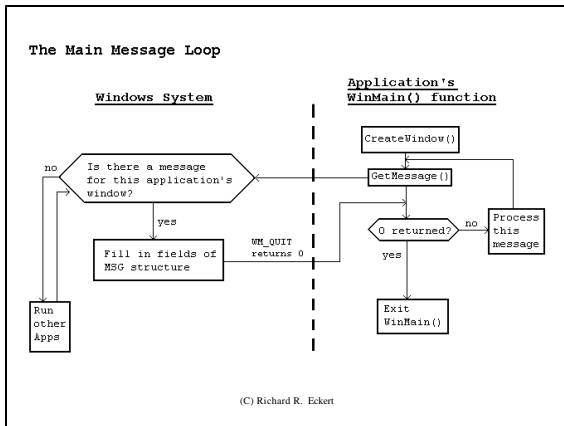 The Main Message Loop
Windows System
Application's
WinMain() function
CreateWindow()
GetMessage()
Is there a message
for this application's
window?
no
yes
Fill in fields of
MSG structure
WM_QUIT
returns 0
0 returned?
no
yes
Process
this
message
Run
other
Apps
Exit
WinMain()
(C) Richard R. Eckert